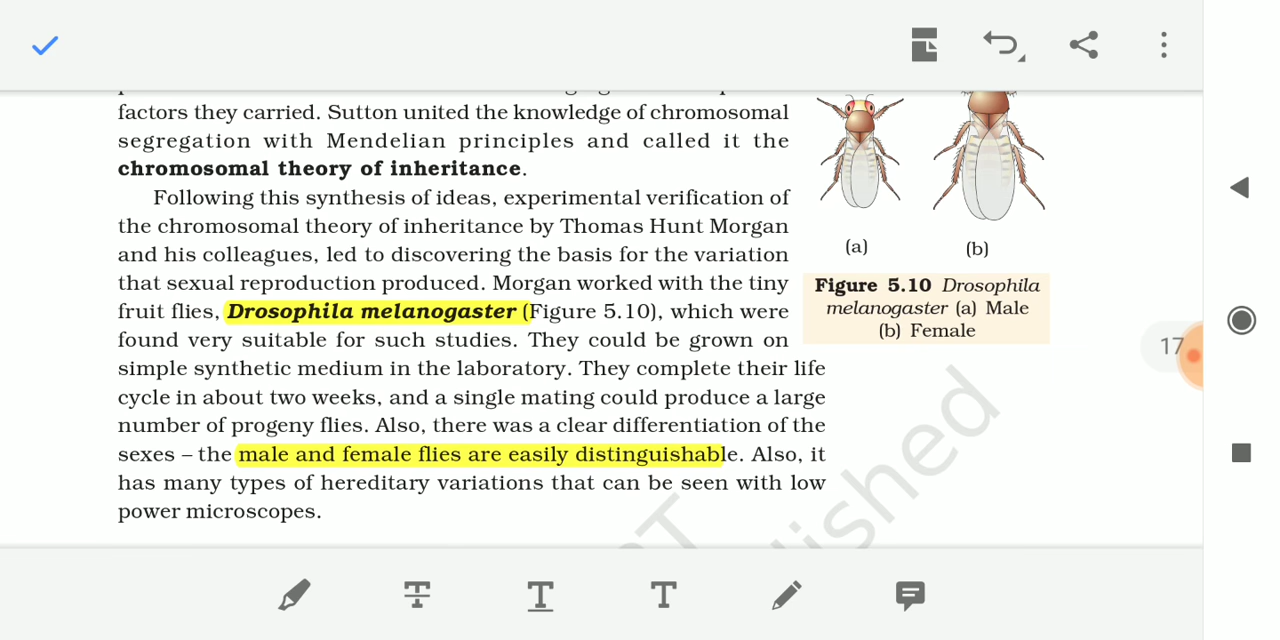 factors they carried. Sutton united the knowledge of chromosomal
segregation with Mendelian principles and called it the
chromosomal theory of inheritance.
Following this synthesis of ideas, experimental verification of
the chromosomal theory of inheritance by Thomas Hunt Morgan
and his colleagues, led to discovering the basis for the variation
that sexual reproduction produced. Morgan worked with the tiny
fruit flies, Drosophila melanogaster (Figure 5.10), which were
found very suitable for such studies. They could be grown on
simple synthetic medium in the laboratory. They complete their life
cycle in about two weeks, and a single mating could produce a large
number of progeny flies. Also, there was a clear differentiation of the
sexes – the male and female flies are easily distinguishable. Also, it
has many types of hereditary variations that can be seen with low
power microscopes.
(a)
(b)
Figure 5.10 Drosophila
melanogaster (a) Male
(b) Female
17